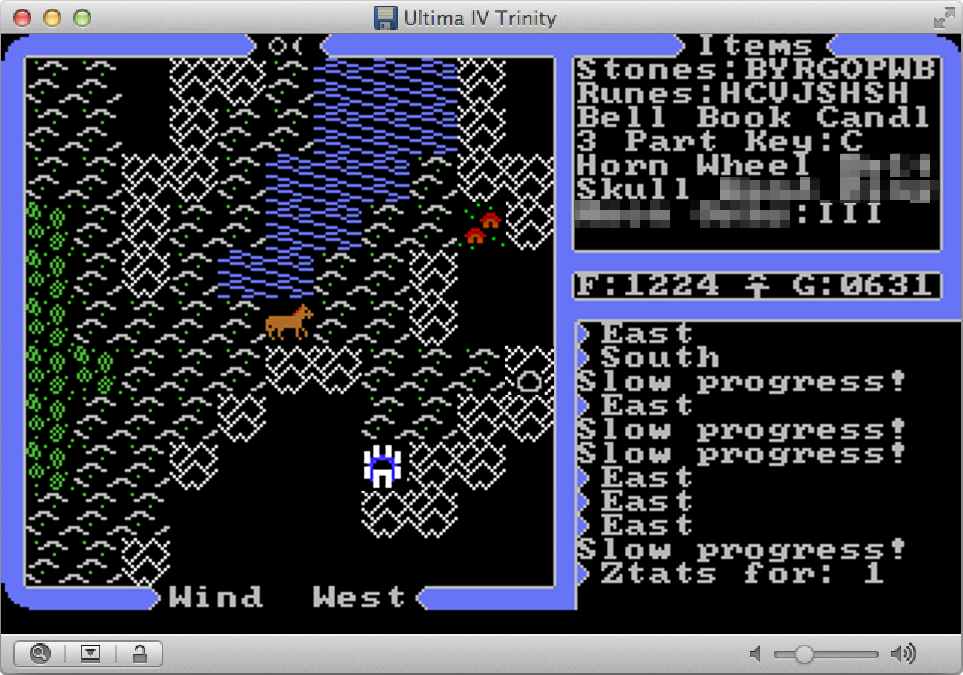 Ultima IV Trinity
Items
Stones:BYRGOPWB
Runes:HCVJSHSH
Bell Book Candl
3 Part Key:C
Horn Wheel
Skull
:III
F:1224 G:0631
East
South
Slow progress!
East
Slow progress!
Slow progress!
East
East
East
Slow progress!
Ztats for: 1
Wind West